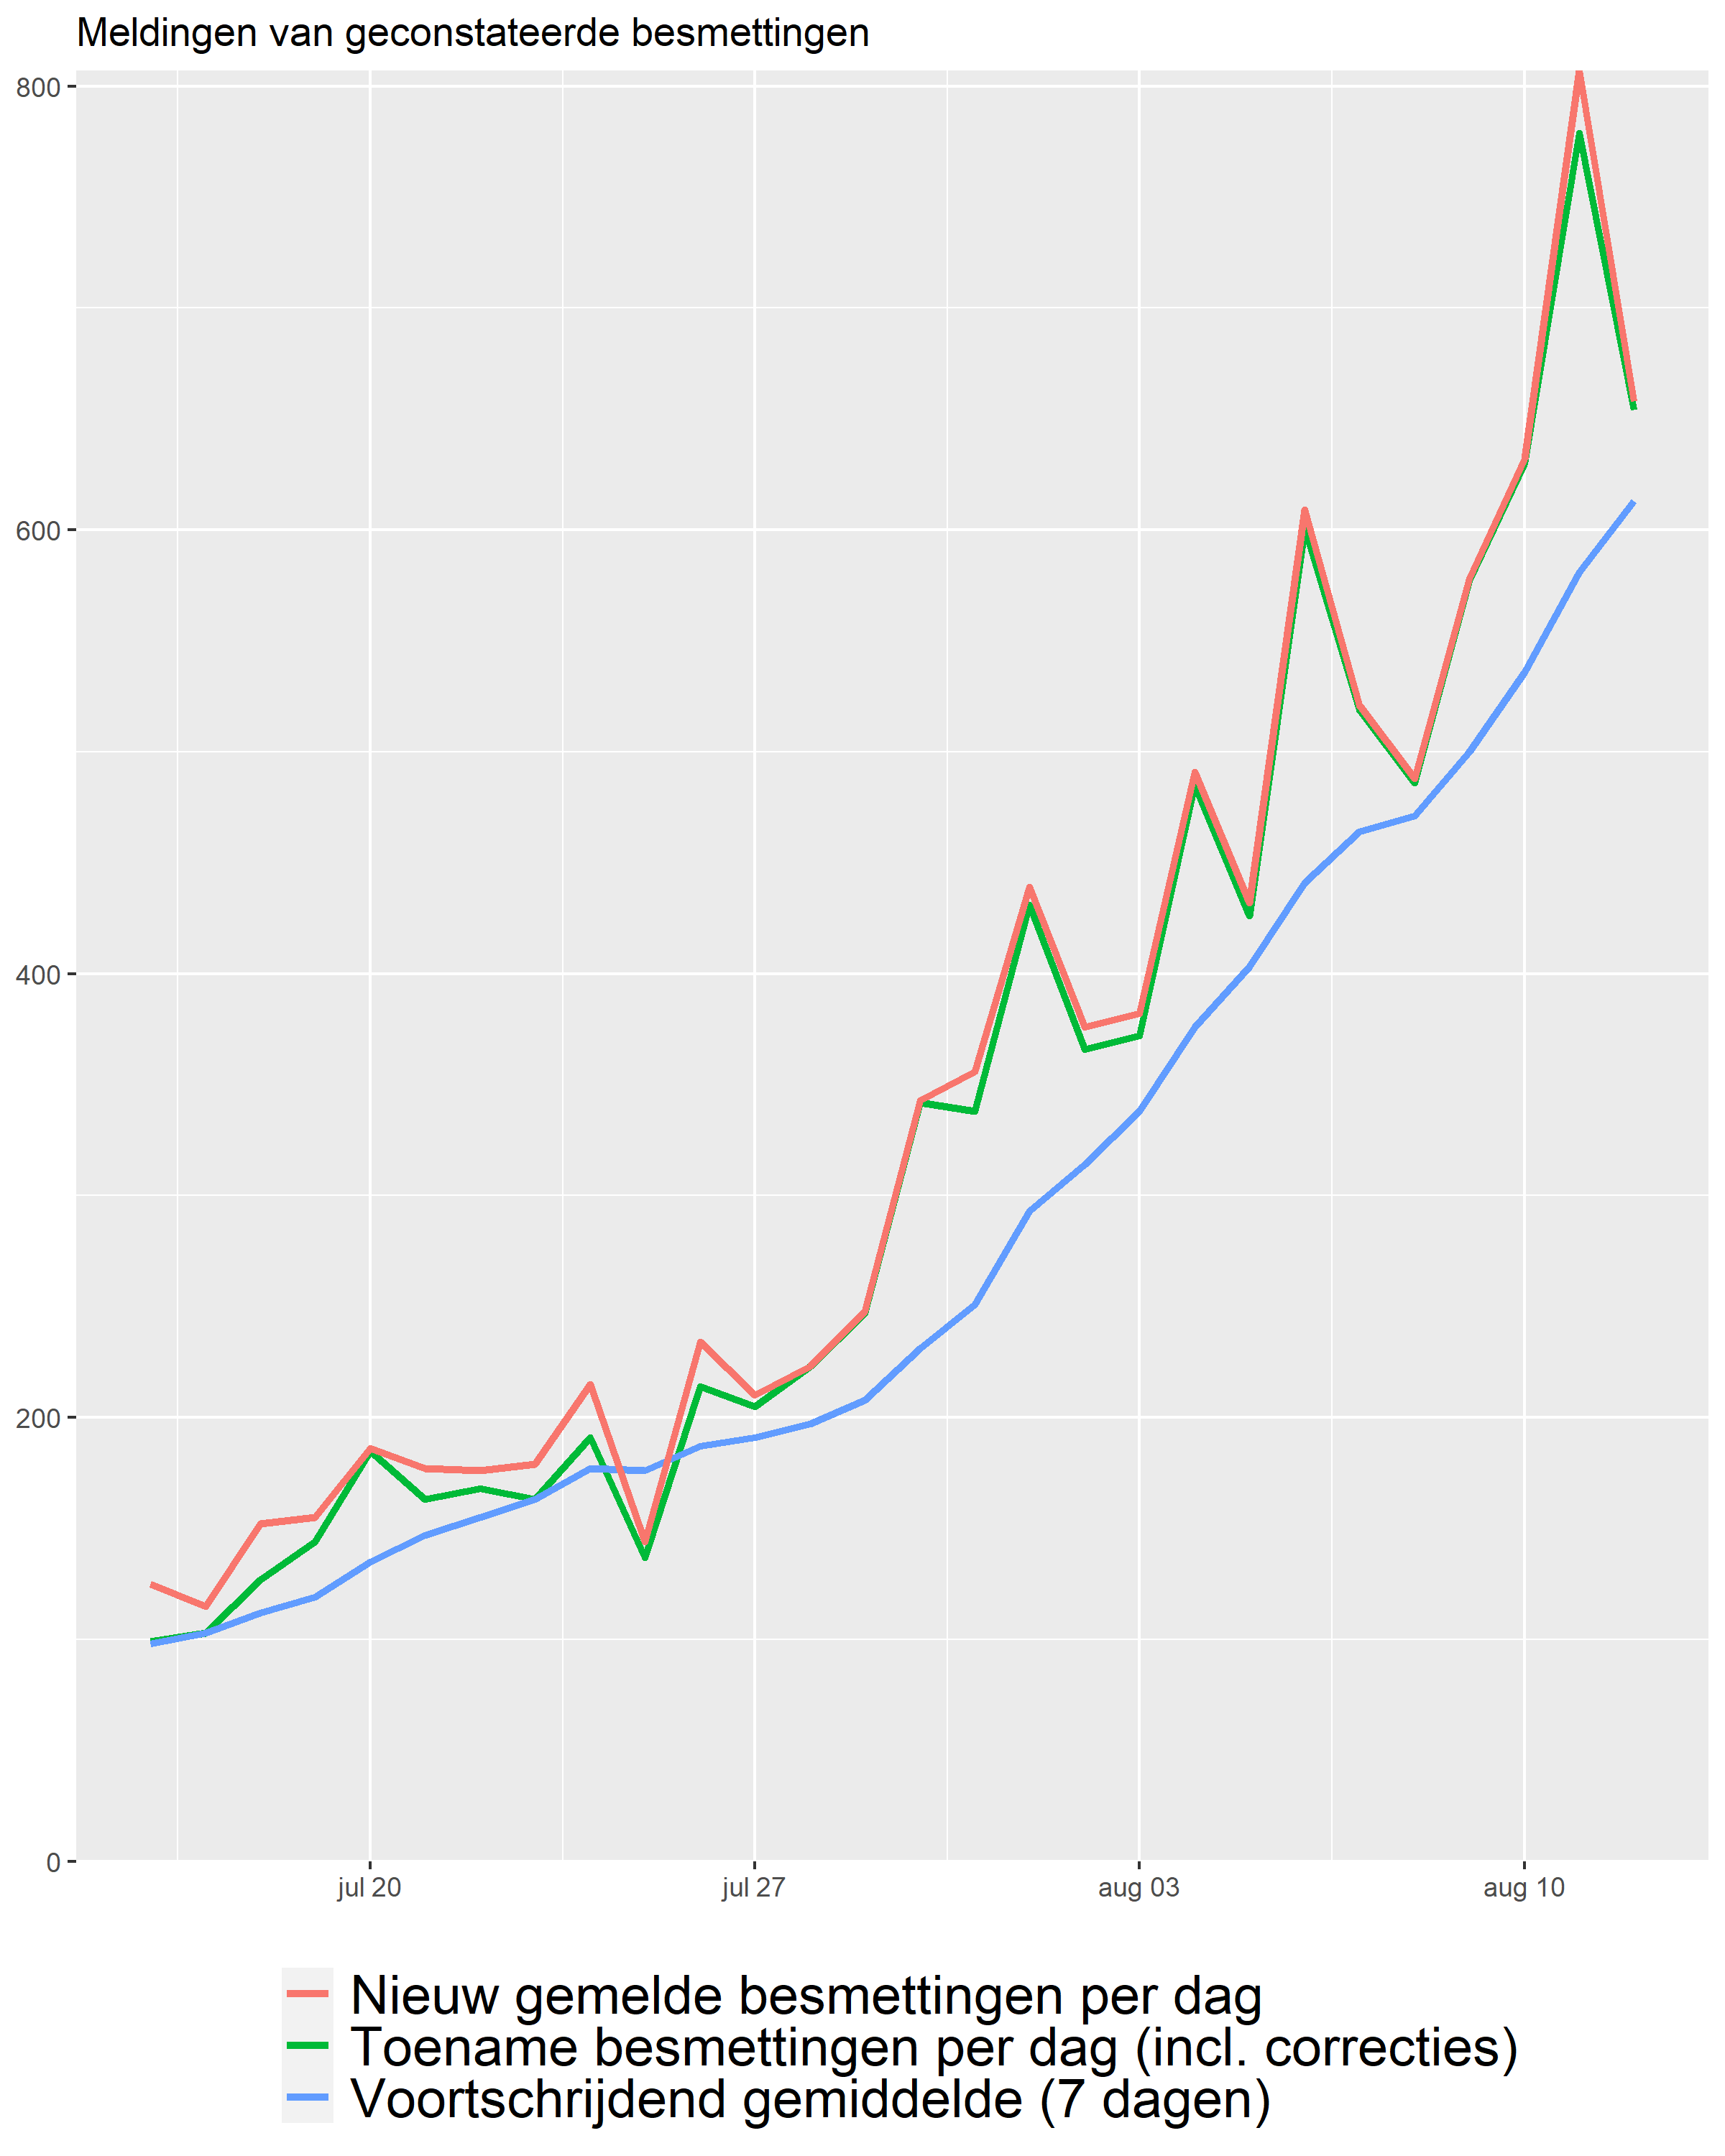 Meldingen van geconstateerde besmettingen
800
600
400
200
0
jul 20
jul 27
aug 03
aug 10
Nieuw gemelde besmettingen per dag
Toename besmettingen per dag (incl. correcties)
Voortschrijdend gemiddelde (7 dagen)